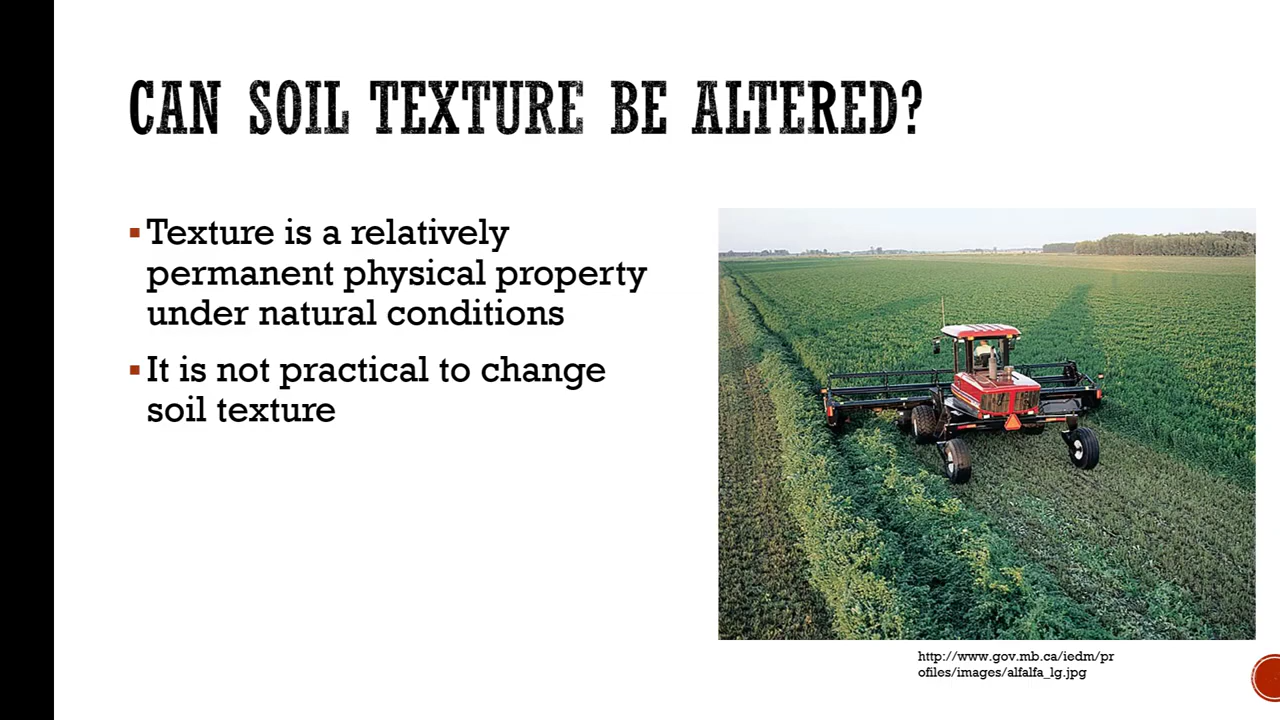 CAN SOIL TEXTURE BE ALTERED?
▪Texture is a relatively
permanent physical property
under natural conditions
▪It is not practical to change
soil texture
http://www.gov.mb.ca/iedm/pr
ofiles/images/alfalfa_lg.jpg